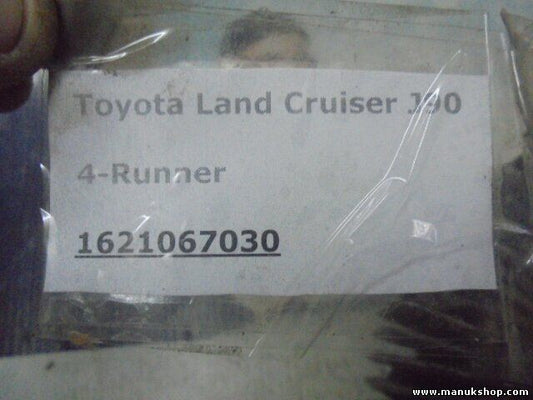 Toyota Land Cruiser J90
4-Runner
1621067030
www.manukshop.com